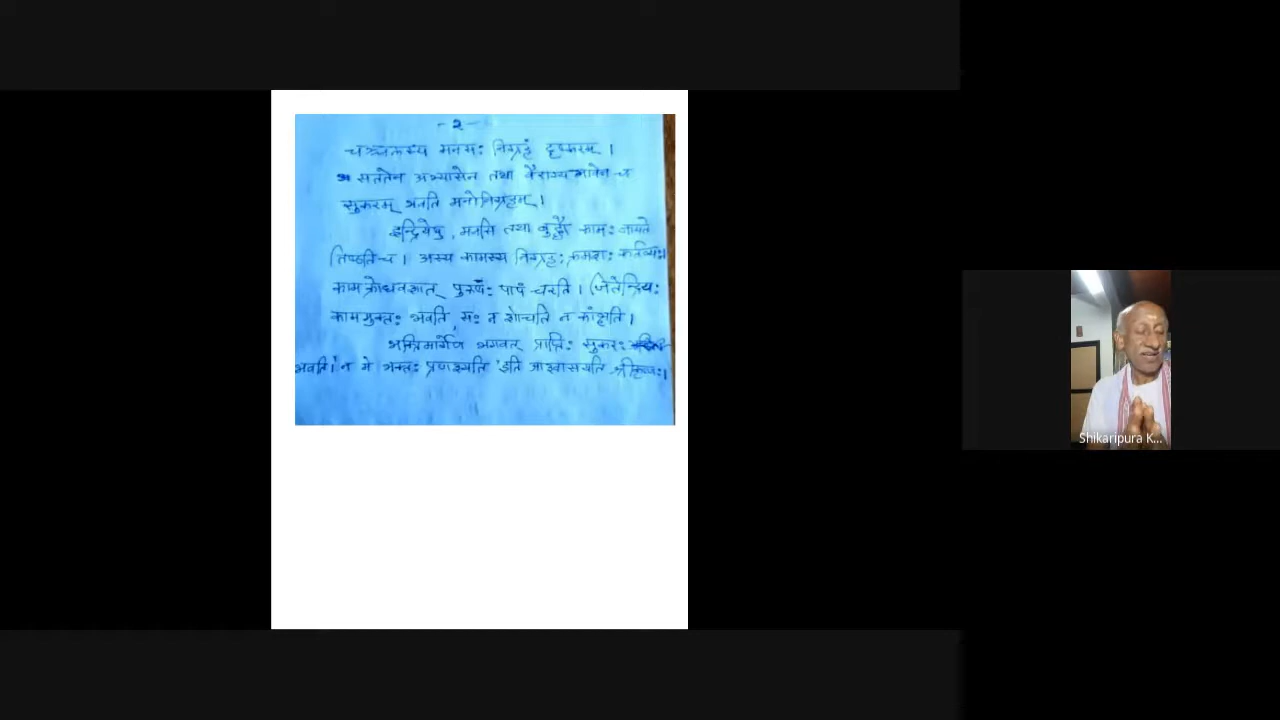 -२-
चञ्चलस्य मनसः निग्रहं दुष्करम् ।
सततेन अभ्यासेन तथा वैराग्यभावेन च
सुकरम् भवति मनोनिग्रहम् ।
इन्द्रियेषु, मनसि तथा बुद्धौ कामः जायते
तिष्ठति च । अस्य कामस्य निग्रहः क्रमशः कर्तव्यः।
कामक्रोधवशात् पुरुषः पापं चरति । जितेन्द्रियः
काममुक्तः भवति, सः न शोचति न कांक्षति ।
भक्तिमार्गेण भगवत् प्राप्तिः सुकरः
भवति। 'न मे भक्तः प्रणश्यति' इति आश्वासयति श्रीकृष्णः।
Shikaripura K...